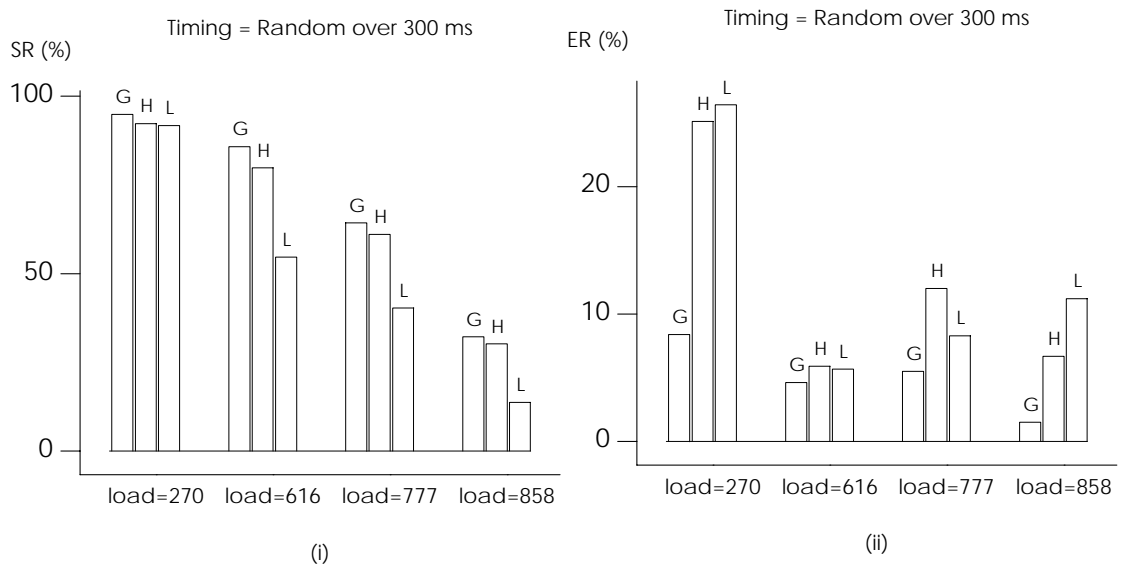 Timing = Random over 300 ms
SR (%)
100
50
0
G H L
G H L
G H L
G H L
load=270 load=616 load=777 load=858
(i)
Timing = Random over 300 ms
ER (%)
20
10
0
G H L
G H L
G H L
G H L
load=270 load=616 load=777 load=858
(ii)